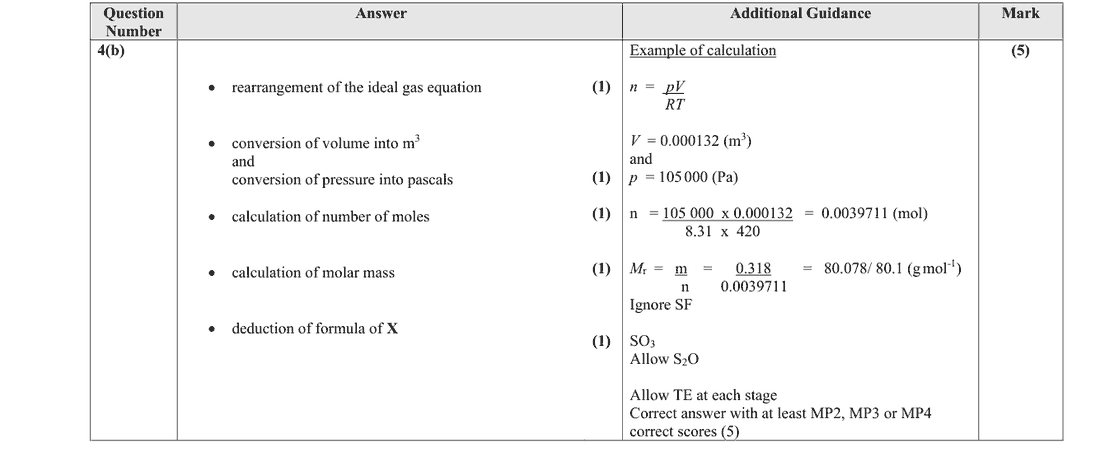 Question Number	Answer	Additional Guidance	Mark
4(b)	Example of calculation	(5)
• rearrangement of the ideal gas equation (1)	n = pV
RT
• conversion of volume into m³	V = 0.000132 (m³)
and	and
conversion of pressure into pascals (1)	p = 105 000 (Pa)
• calculation of number of moles (1)	n = 105 000 x 0.000132 = 0.0039711 (mol)
8.31 x 420
• calculation of molar mass (1)	Mr = m = 0.318 = 80.078/ 80.1 (g mol⁻¹)
n 0.0039711
Ignore SF
• deduction of formula of X
(1)	SO₃
Allow S₂O
Allow TE at each stage
Correct answer with at least MP2, MP3 or MP4
correct scores (5)